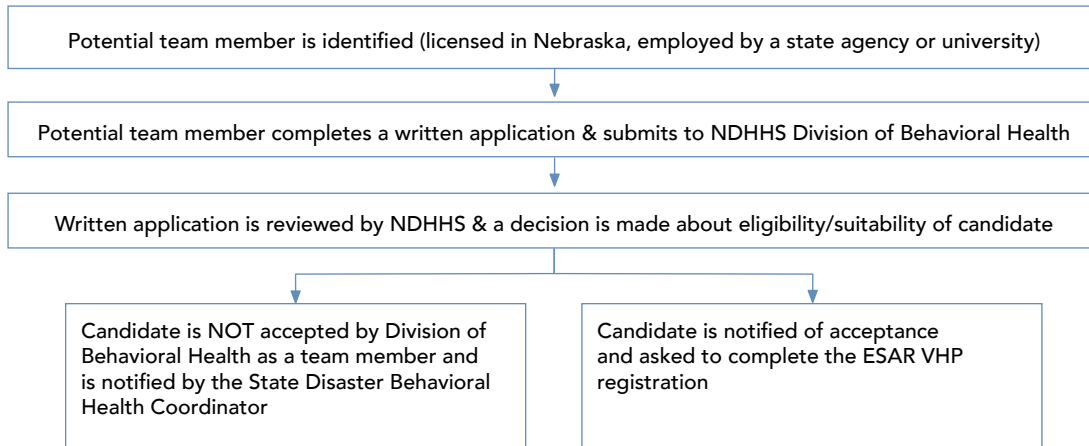 Potential team member is identified (licensed in Nebraska, employed by a state agency or university)
Potential team member completes a written application & submits to NDHHS Division of Behavioral Health
Written application is reviewed by NDHHS & a decision is made about eligibility/suitability of candidate
Candidate is NOT accepted by Division of
Behavioral Health as a team member and
is notified by the State Disaster Behavioral
Health Coordinator
Candidate is notified of acceptance
and asked to complete the ESAR VHP
registration